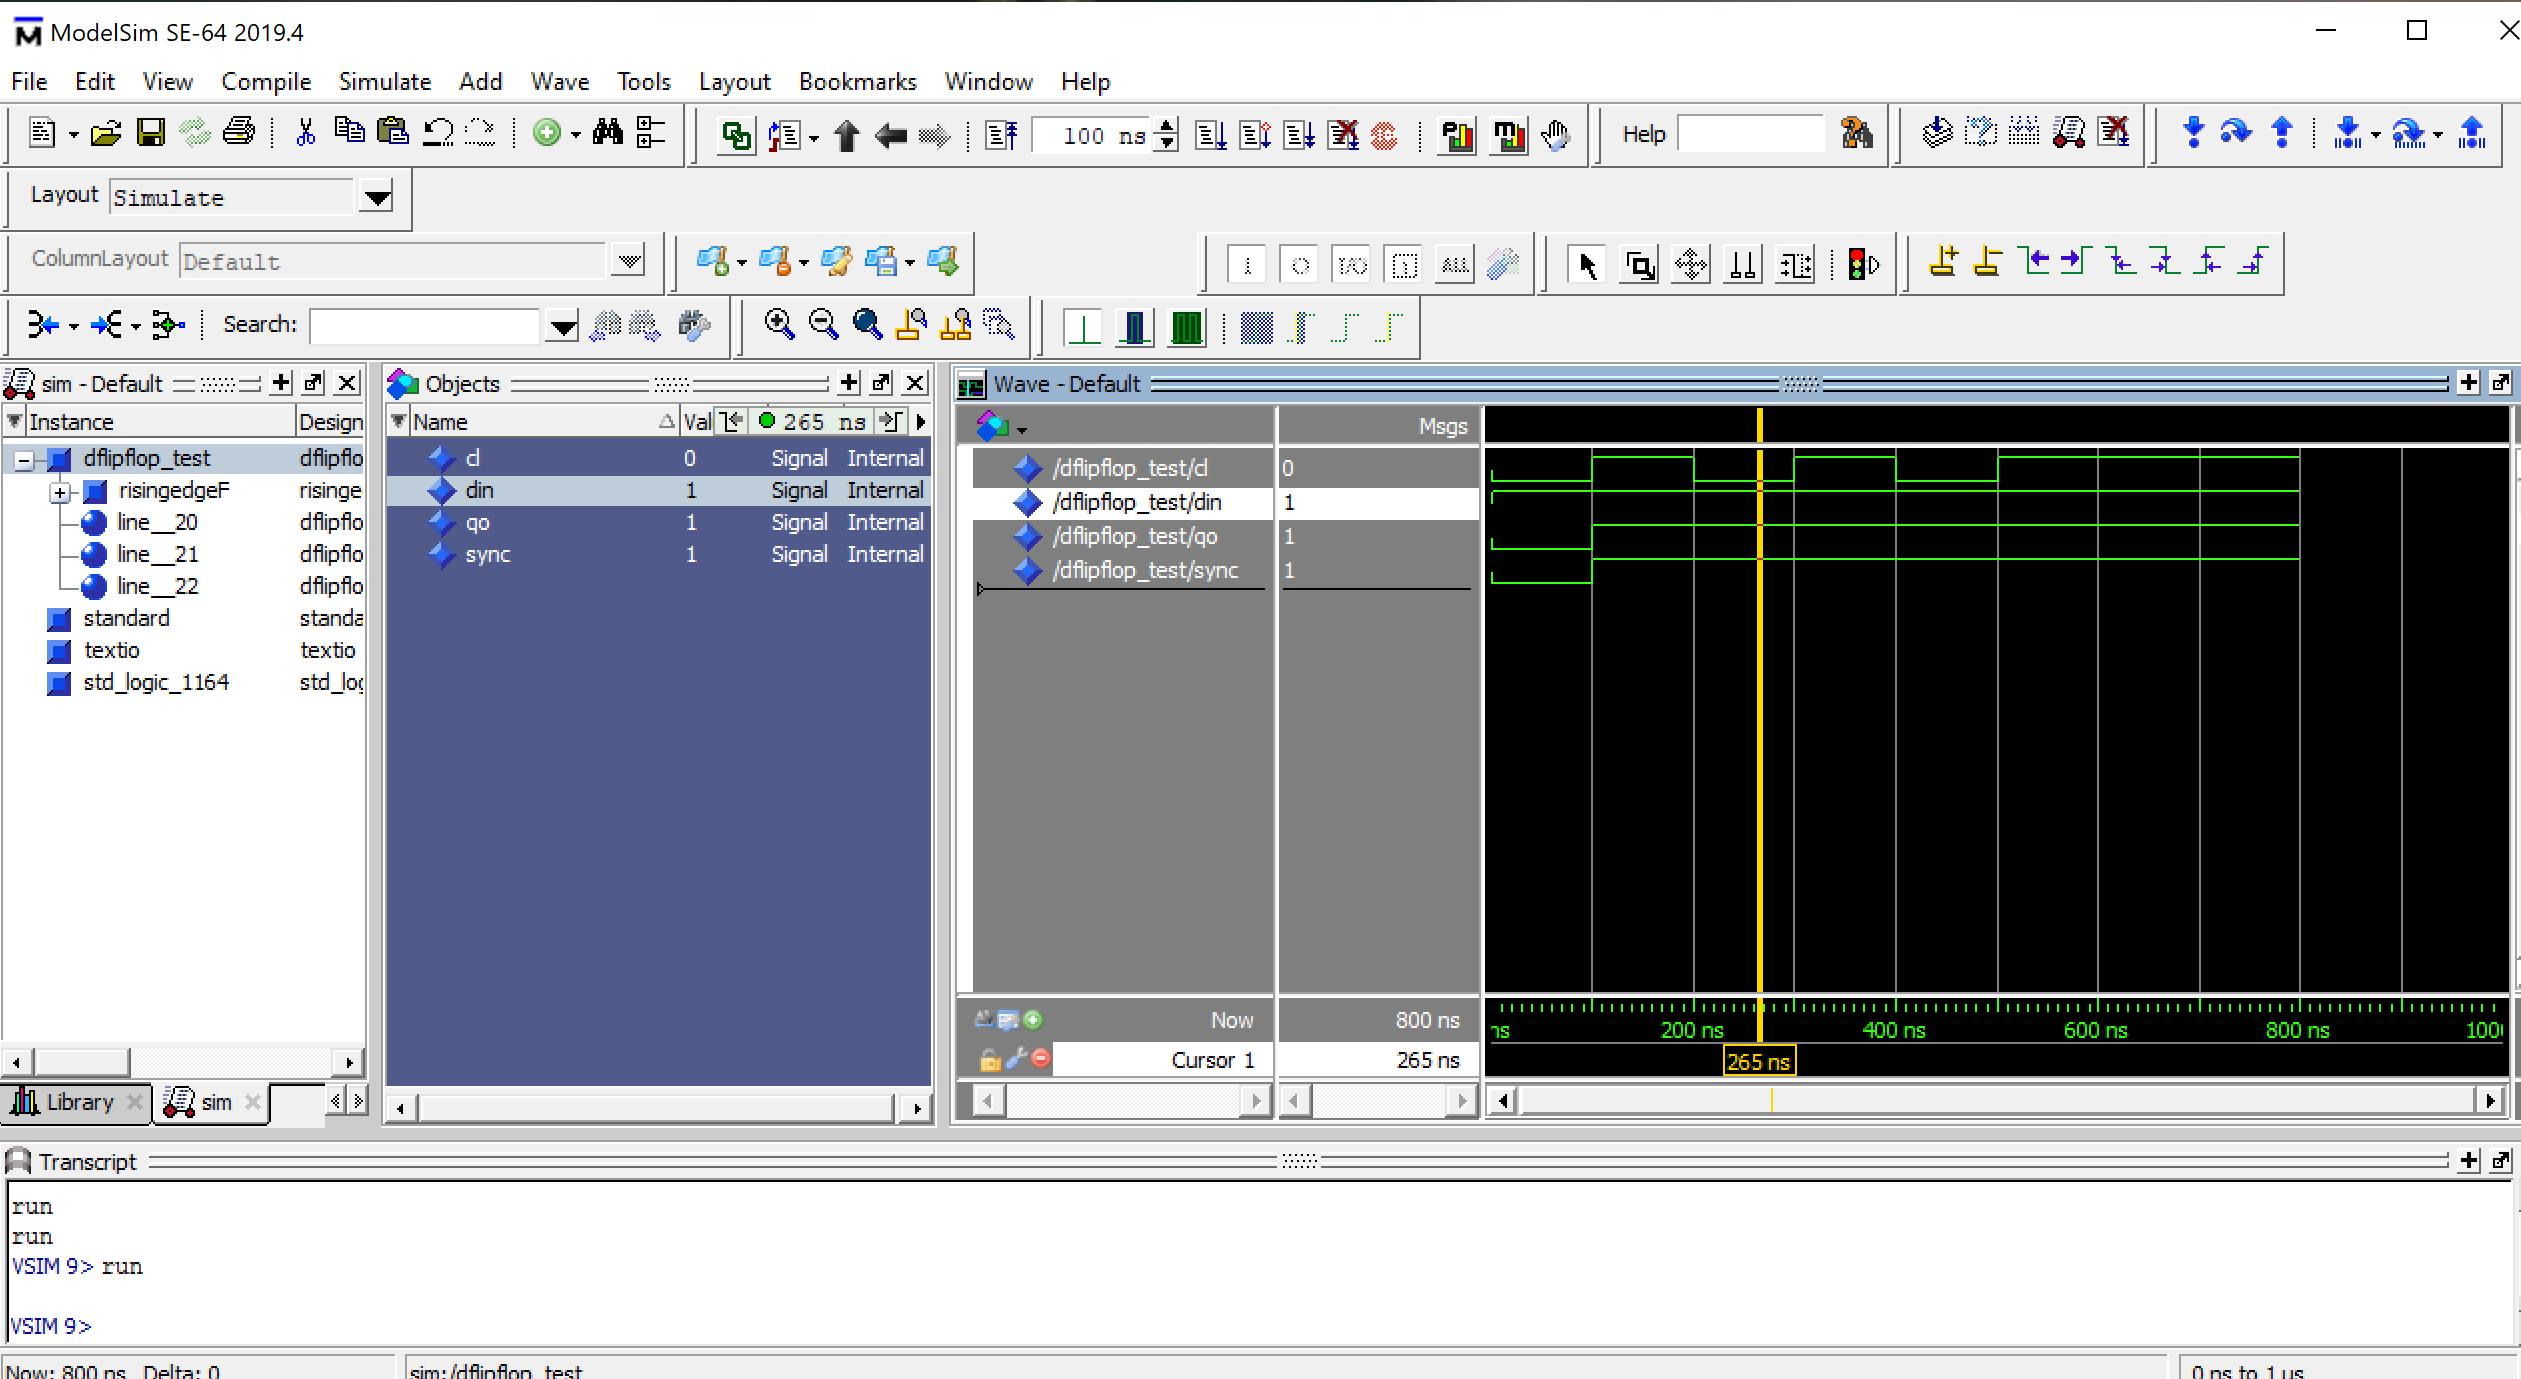 ModelSim SE-64 2019.4
File Edit View Compile Simulate Add Wave Tools Layout Bookmarks Window Help
100 ns
Help
Layout Simulate
ColumnLayout Default
I/O ALL
Search:
sim - Default
Instance Design
dflipflop_test dflipflo
risingedgeF risinge
line__20 dflipflo
line__21 dflipflo
line__22 dflipflo
standard standa
textio textio
std_logic_1164 std_log
Library sim
Objects
Name Val 265 ns
cl 0 Signal Internal
din 1 Signal Internal
qo 1 Signal Internal
sync 1 Signal Internal
Wave - Default
Msgs
/dflipflop_test/cl 0
/dflipflop_test/din 1
/dflipflop_test/qo 1
/dflipflop_test/sync 1
Now 800 ns
ns 200 ns 400 ns 600 ns 800 ns 100
Cursor 1 265 ns
265 ns
Transcript
run
run
VSIM 9> run
VSIM 9>
Now: 800 ns Delta: 0 sim:/dflipflop_test 0 ns to 1 us